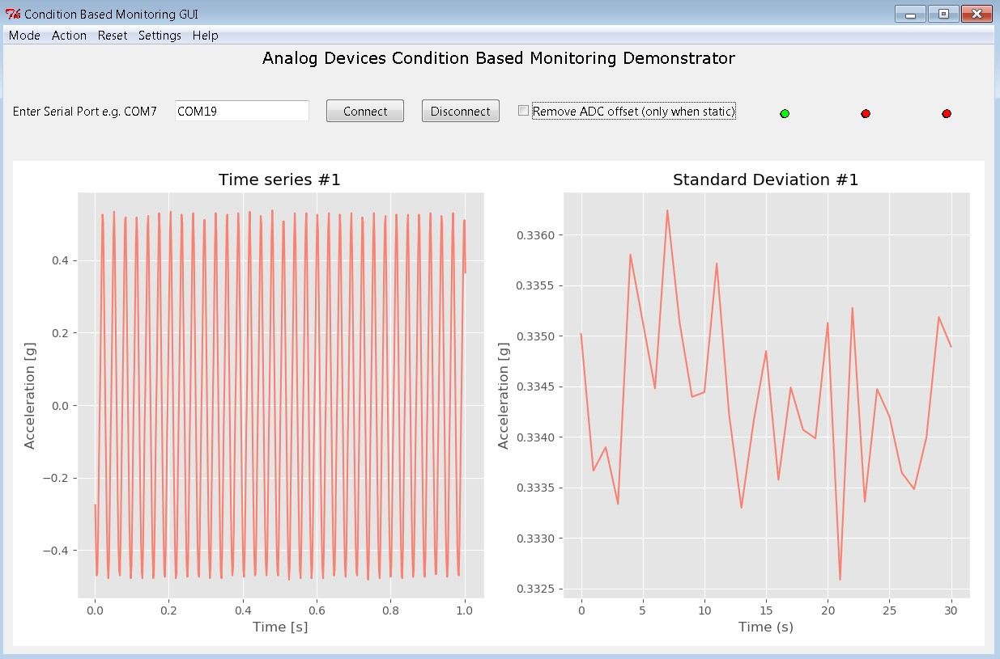 Condition Based Monitoring GUI
Mode Action Reset Settings Help
Analog Devices Condition Based Monitoring Demonstrator
Enter Serial Port e.g. COM7 COM19 Connect Disconnect Remove ADC offset (only when static)
Time series #1
0.4
0.2
0.0
−0.2
−0.4
Acceleration [g]
0.0 0.2 0.4 0.6 0.8 1.0
Time [s]
Standard Deviation #1
0.3360
0.3355
0.3350
0.3345
0.3340
0.3335
0.3330
0.3325
Acceleration [g]
0 5 10 15 20 25 30
Time (s)